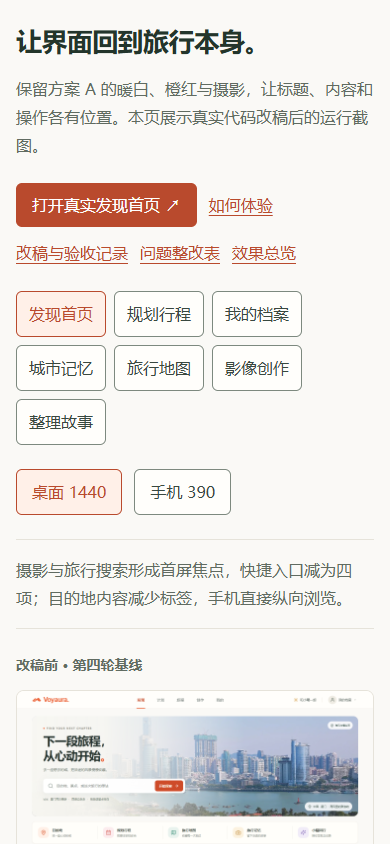 让界面回到旅行本身。
保留方案 A 的暖白、橙红与摄影，让标题、内容和
操作各有位置。本页展示真实代码改稿后的运行截
图。
打开真实发现首页 ↗ 如何体验
改稿与验收记录 问题整改表 效果总览
发现首页 规划行程 我的档案
城市记忆 旅行地图 影像创作
整理故事
桌面 1440 手机 390
摄影与旅行搜索形成首屏焦点，快捷入口减为四
项；目的地内容减少标签，手机直接纵向浏览。
改稿前 · 第四轮基线
Voyaura.
下一段旅程，
从心动开始。